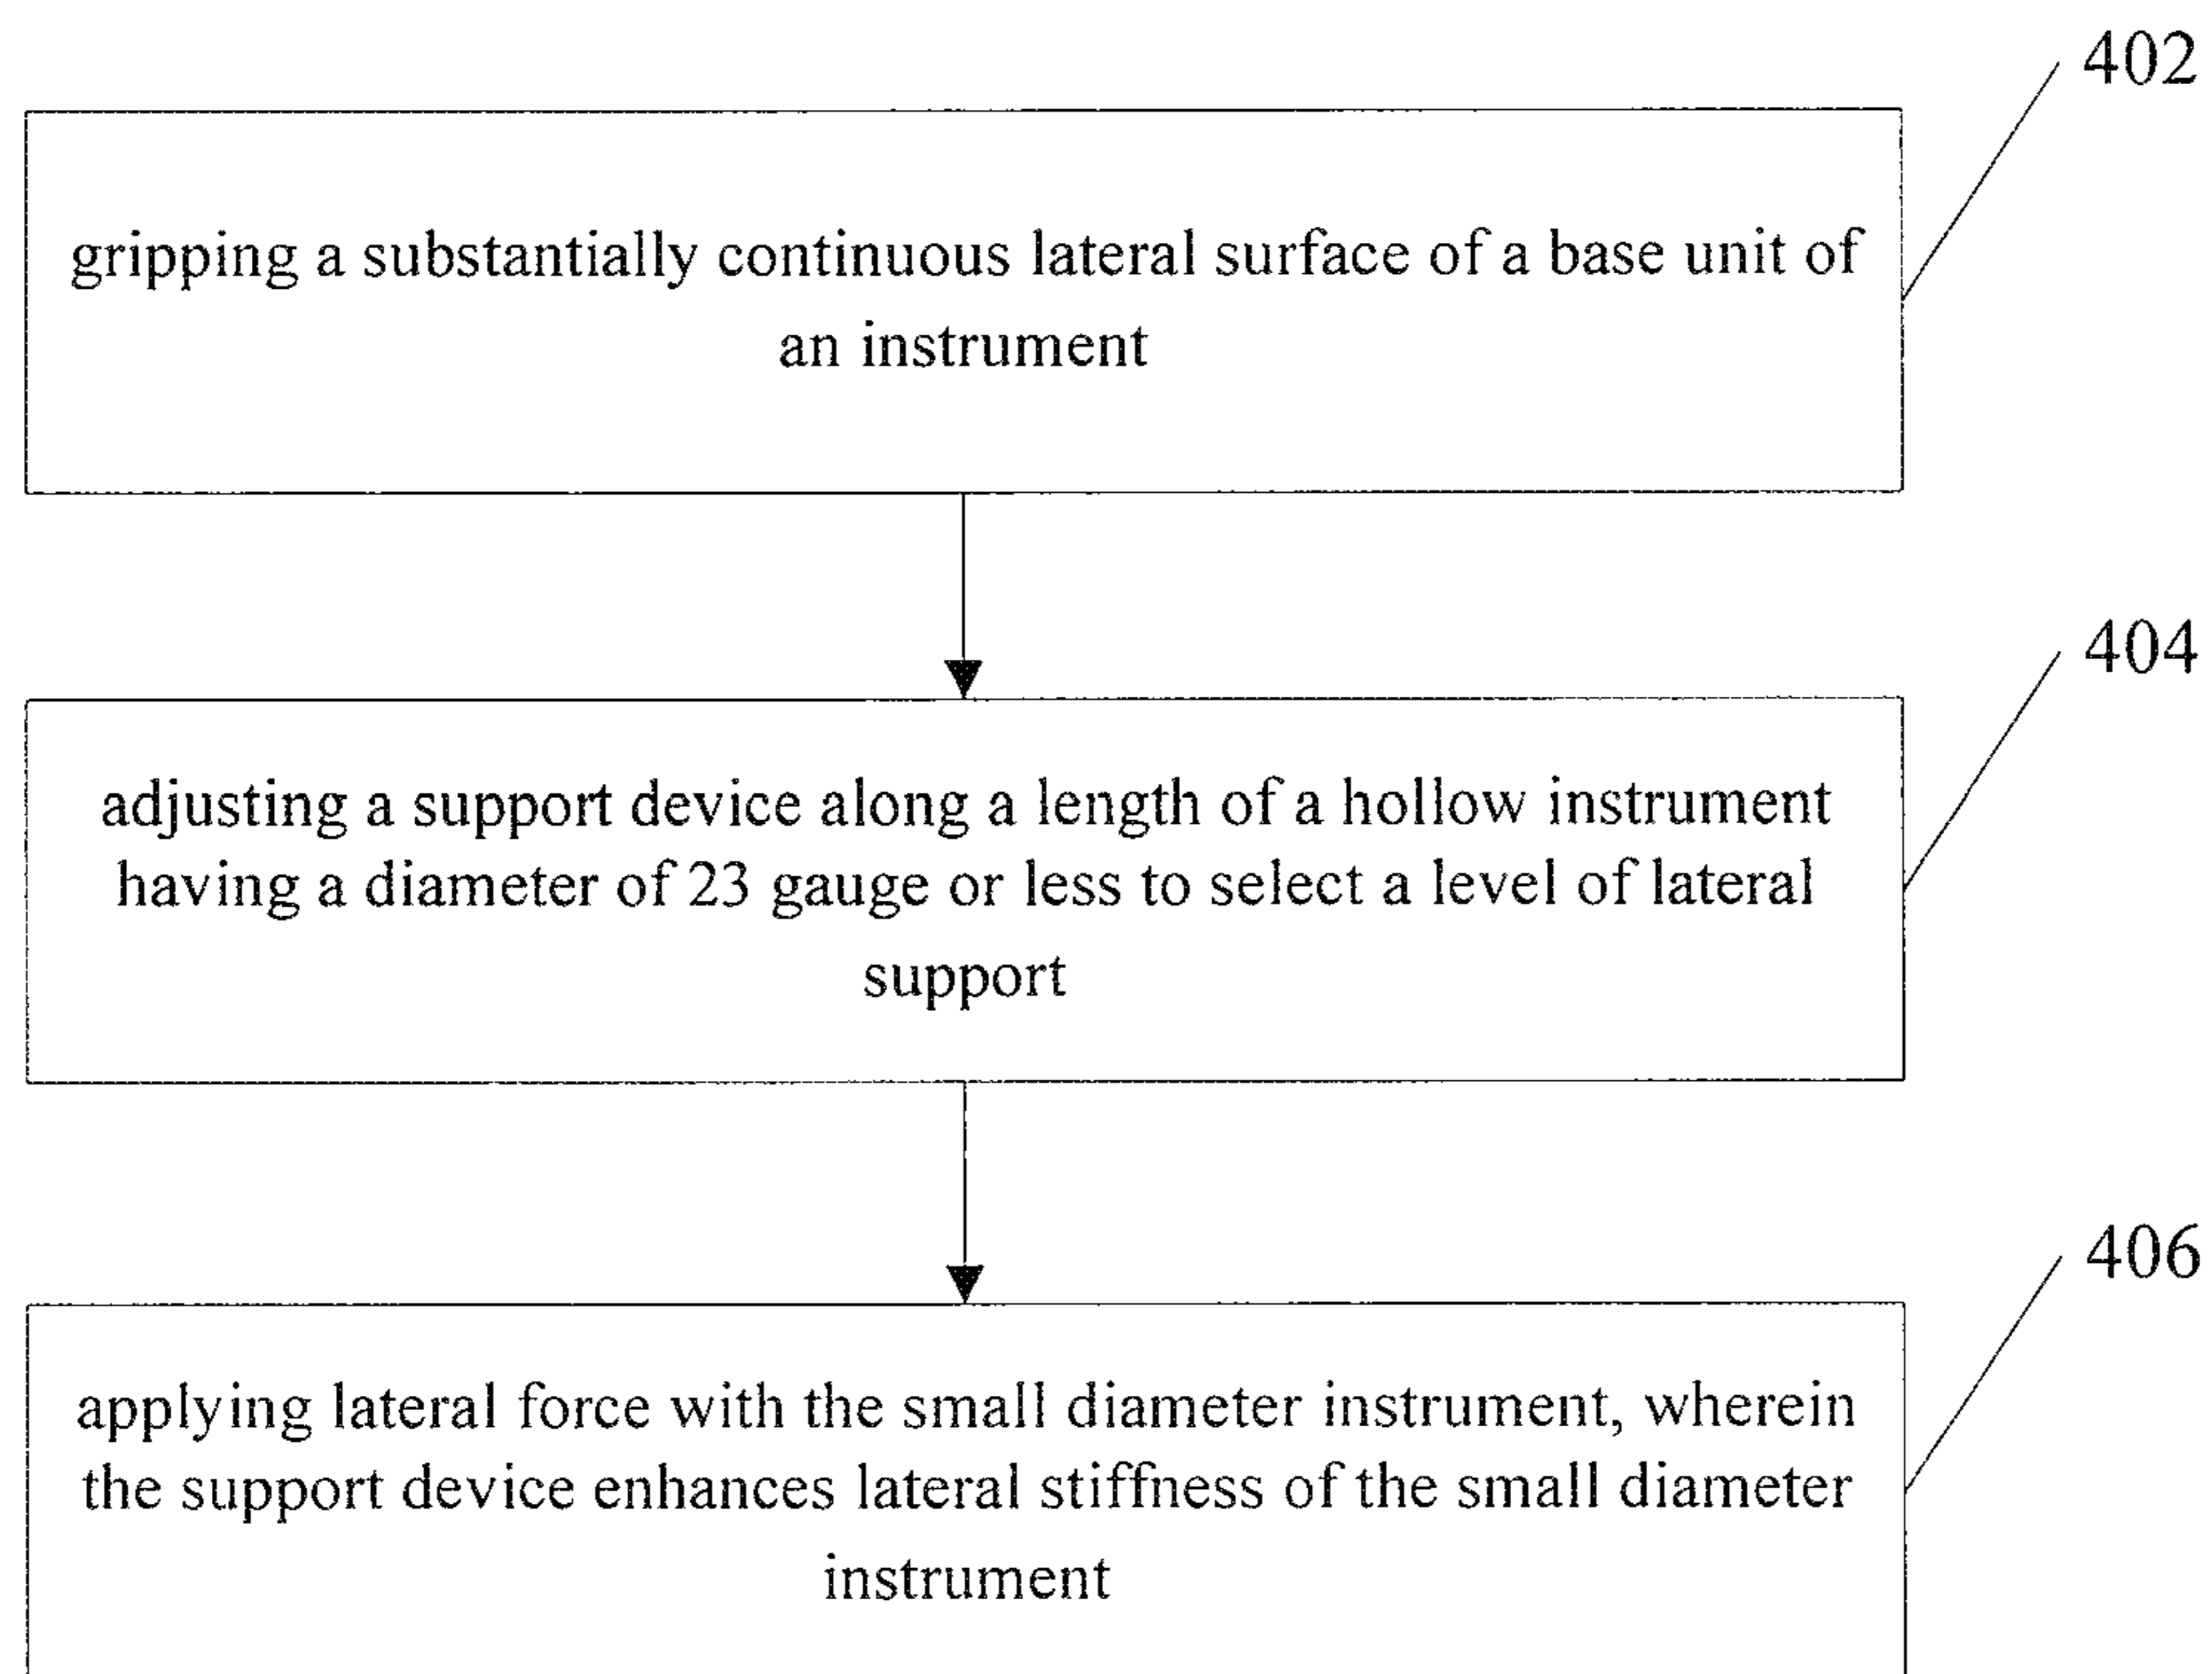 402
gripping a substantially continuous lateral surface of a base unit of
an instrument
404
adjusting a support device along a length of a hollow instrument
having a diameter of 23 gauge or less to select a level of lateral
support
406
applying lateral force with the small diameter instrument, wherein
the support device enhances lateral stiffness of the small diameter
instrument